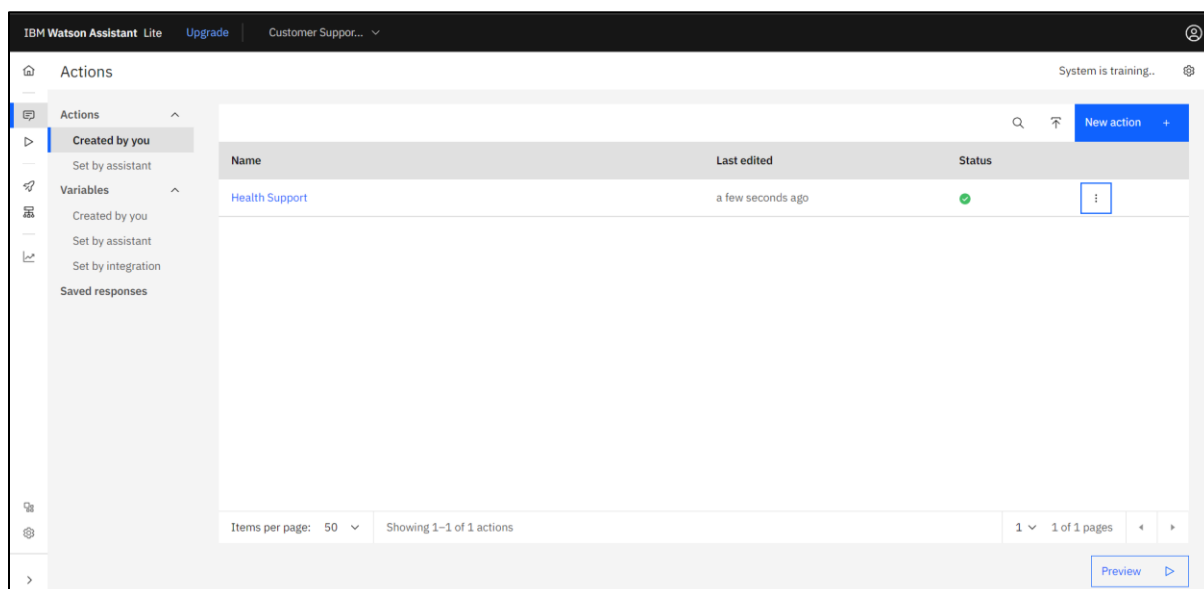 IBM Watson Assistant Lite Upgrade Customer Suppor...
Actions System is training..
Actions
Created by you
Set by assistant
Variables
Created by you
Set by assistant
Set by integration
Saved responses
New action +
Name Last edited Status
Health Support a few seconds ago
Items per page: 50 Showing 1–1 of 1 actions 1 1 of 1 pages
Preview